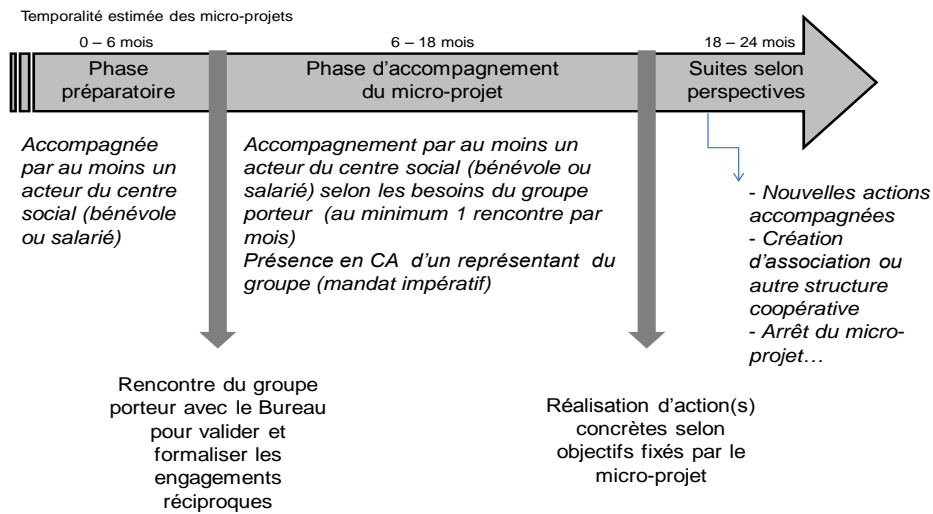 Temporalité estimée des micro-projets
0 – 6 mois
6 – 18 mois
18 – 24 mois
Phase
préparatoire
Phase d’accompagnement
du micro-projet
Suites selon
perspectives
Accompagnée
par au moins un
acteur du centre
social (bénévole
ou salarié)
Accompagnement par au moins un
acteur du centre social (bénévole ou
salarié) selon les besoins du groupe
porteur (au minimum 1 rencontre par
mois)
Présence en CA d’un représentant du
groupe (mandat impératif)
- Nouvelles actions
accompagnées
- Création
d’association ou
autre structure
coopérative
- Arrêt du micro-
projet…
Rencontre du groupe
porteur avec le Bureau
pour valider et
formaliser les
engagements
réciproques
Réalisation d’action(s)
concrètes selon
objectifs fixés par le
micro-projet